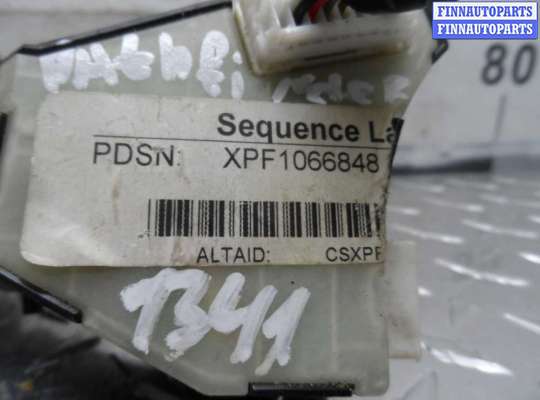 FINNAUTOPARTS
FINNAUTOPARTS
80
Sequence La
PDSN: XPF1066848
ALTAID: CSXPF
1341